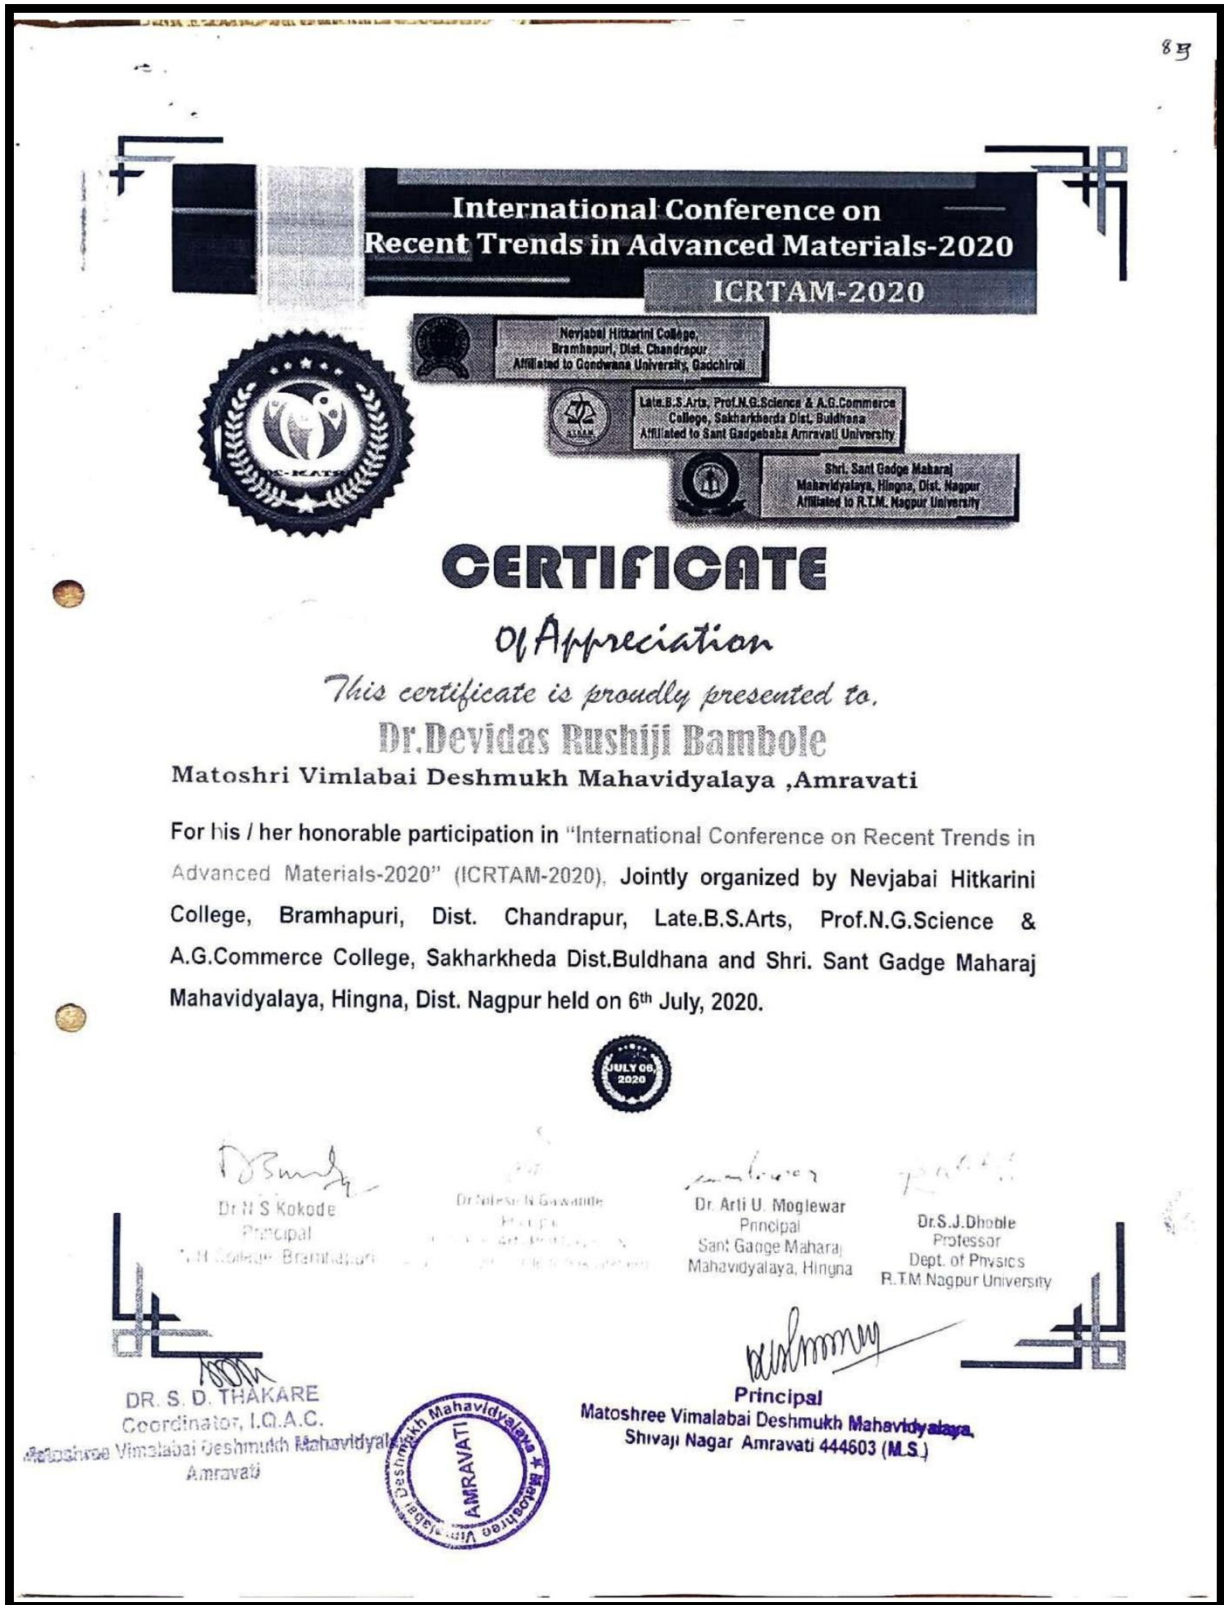 International Conference on
Recent Trends in Advanced Materials-2020
ICRTAM-2020
Nevjabai Hitkarini College,
Bramhapuri, Dist. Chandrapur
Affiliated to Gondwana University, Gadchiroli
Late.B.S.Arts, Prof.N.G.Science & A.G.Commerce
College, Sakharkherda Dist. Buldhana
Affiliated to Sant Gadgebaba Amravati University
Shri. Sant Gadge Maharaj
Mahavidyalaya, Hingna, Dist. Nagpur
Affiliated to R.T.M. Nagpur University
CERTIFICATE
Of Appreciation
This certificate is proudly presented to.
Dr.Devidas Rushiji Bambole
Matoshri Vimlabai Deshmukh Mahavidyalaya ,Amravati
For his / her honorable participation in “International Conference on Recent Trends in
Advanced Materials-2020” (ICRTAM-2020), Jointly organized by Nevjabai Hitkarini
College, Bramhapuri, Dist. Chandrapur, Late.B.S.Arts, Prof.N.G.Science &
A.G.Commerce College, Sakharkheda Dist.Buldhana and Shri. Sant Gadge Maharaj
Mahavidyalaya, Hingna, Dist. Nagpur held on 6th July, 2020.
JULY 06,
2020
Dr N S Kokode
Principal
N.H College, Bramhapuri
Dr Nilesh N Gawande
Dr. Arti U. Moglewar
Principal
Sant Gadge Maharaj
Mahavidyalaya, Hingna
Dr.S.J.Dhoble
Professor
Dept. of Physics
R.T.M.Nagpur University
DR. S. D. THAKARE
Coordinator, I.Q.A.C.
Matoshree Vimalabai Deshmukh Mahavidyal
Amravati
Matoshree Vimalabai Deshmukh Mahavidyalaya
AMRAVATI
Principal
Matoshree Vimalabai Deshmukh Mahavidyalaya,
Shivaji Nagar Amravati 444603 (M.S.)